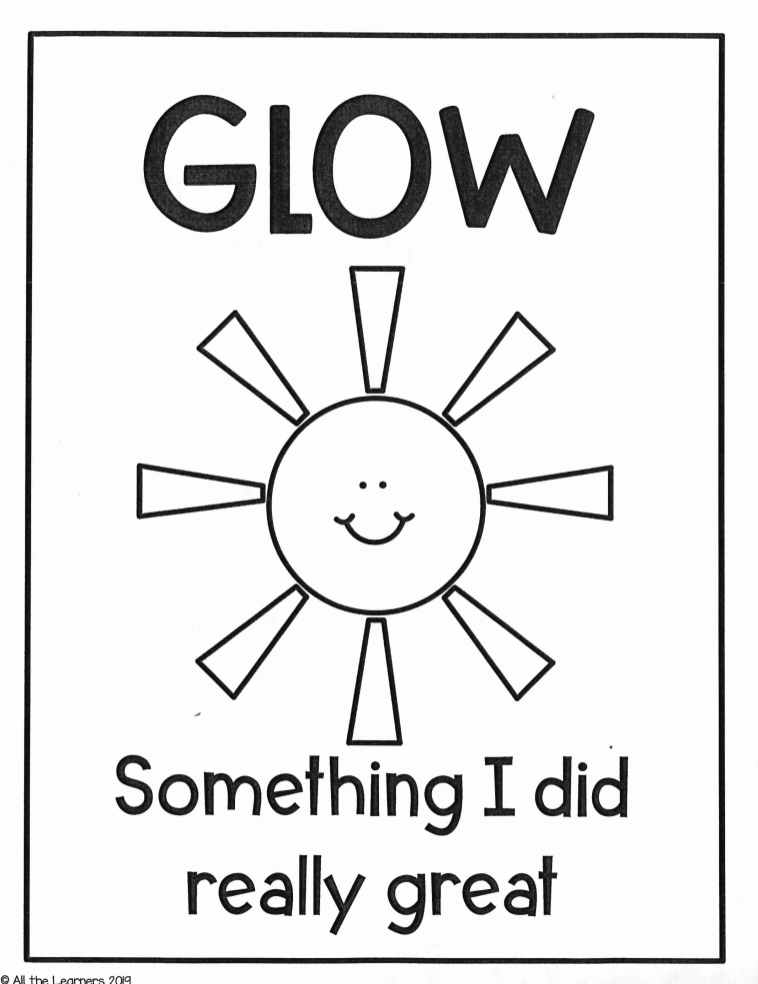 GLOW
Something I did
really great
© All the Learners 2019